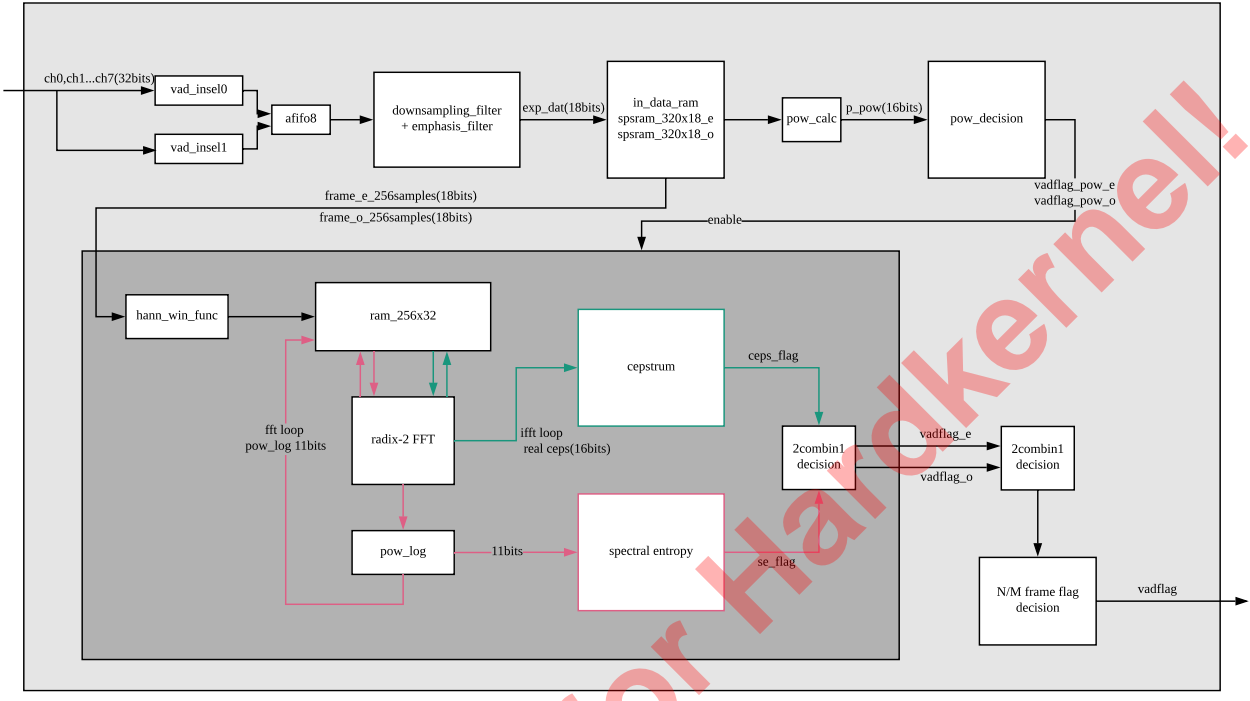 ch0,ch1...ch7(32bits)
vad_insel0
vad_insel1
afifo8
downsampling_filter
+ emphasis_filter
exp_dat(18bits)
in_data_ram
spsram_320x18_e
spsram_320x18_o
pow_calc
p_pow(16bits)
pow_decision
vadflag_pow_e
vadflag_pow_o
frame_e_256samples(18bits)
frame_o_256samples(18bits)
enable
hann_win_func
ram_256x32
cepstrum
ceps_flag
fft loop
pow_log 11bits
radix-2 FFT
ifft loop
real ceps(16bits)
2combin1
decision
vadflag_e
vadflag_o
2combin1
decision
pow_log
11bits
spectral entropy
se_flag
N/M frame flag
decision
vadflag
or Hardkernel!